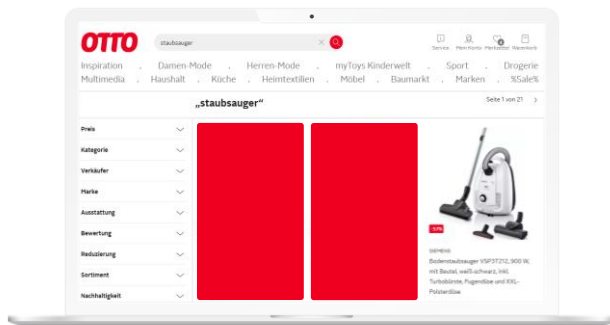 OTTO
staubsauger
Service Mein Konto Merkzettel Warenkorb
Inspiration . Damen-Mode . Herren-Mode . myToys Kinderwelt . Sport . Drogerie
Multimedia . Haushalt . Küche . Heimtextilien . Möbel . Baumarkt . Marken . %Sale%
„staubsauger“
Seite 1 von 21
Preis
Kategorie
Verkäufer
Marke
Ausstattung
Bewertung
Reduzierung
Sortiment
Nachhaltigkeit
SIEMENS
Bodenstaubsauger VSP3T212, 900 W,
mit Beutel, weiß-schwarz, inkl.
Turbobürste, Fugendüse und XXL-
Polsterdüse